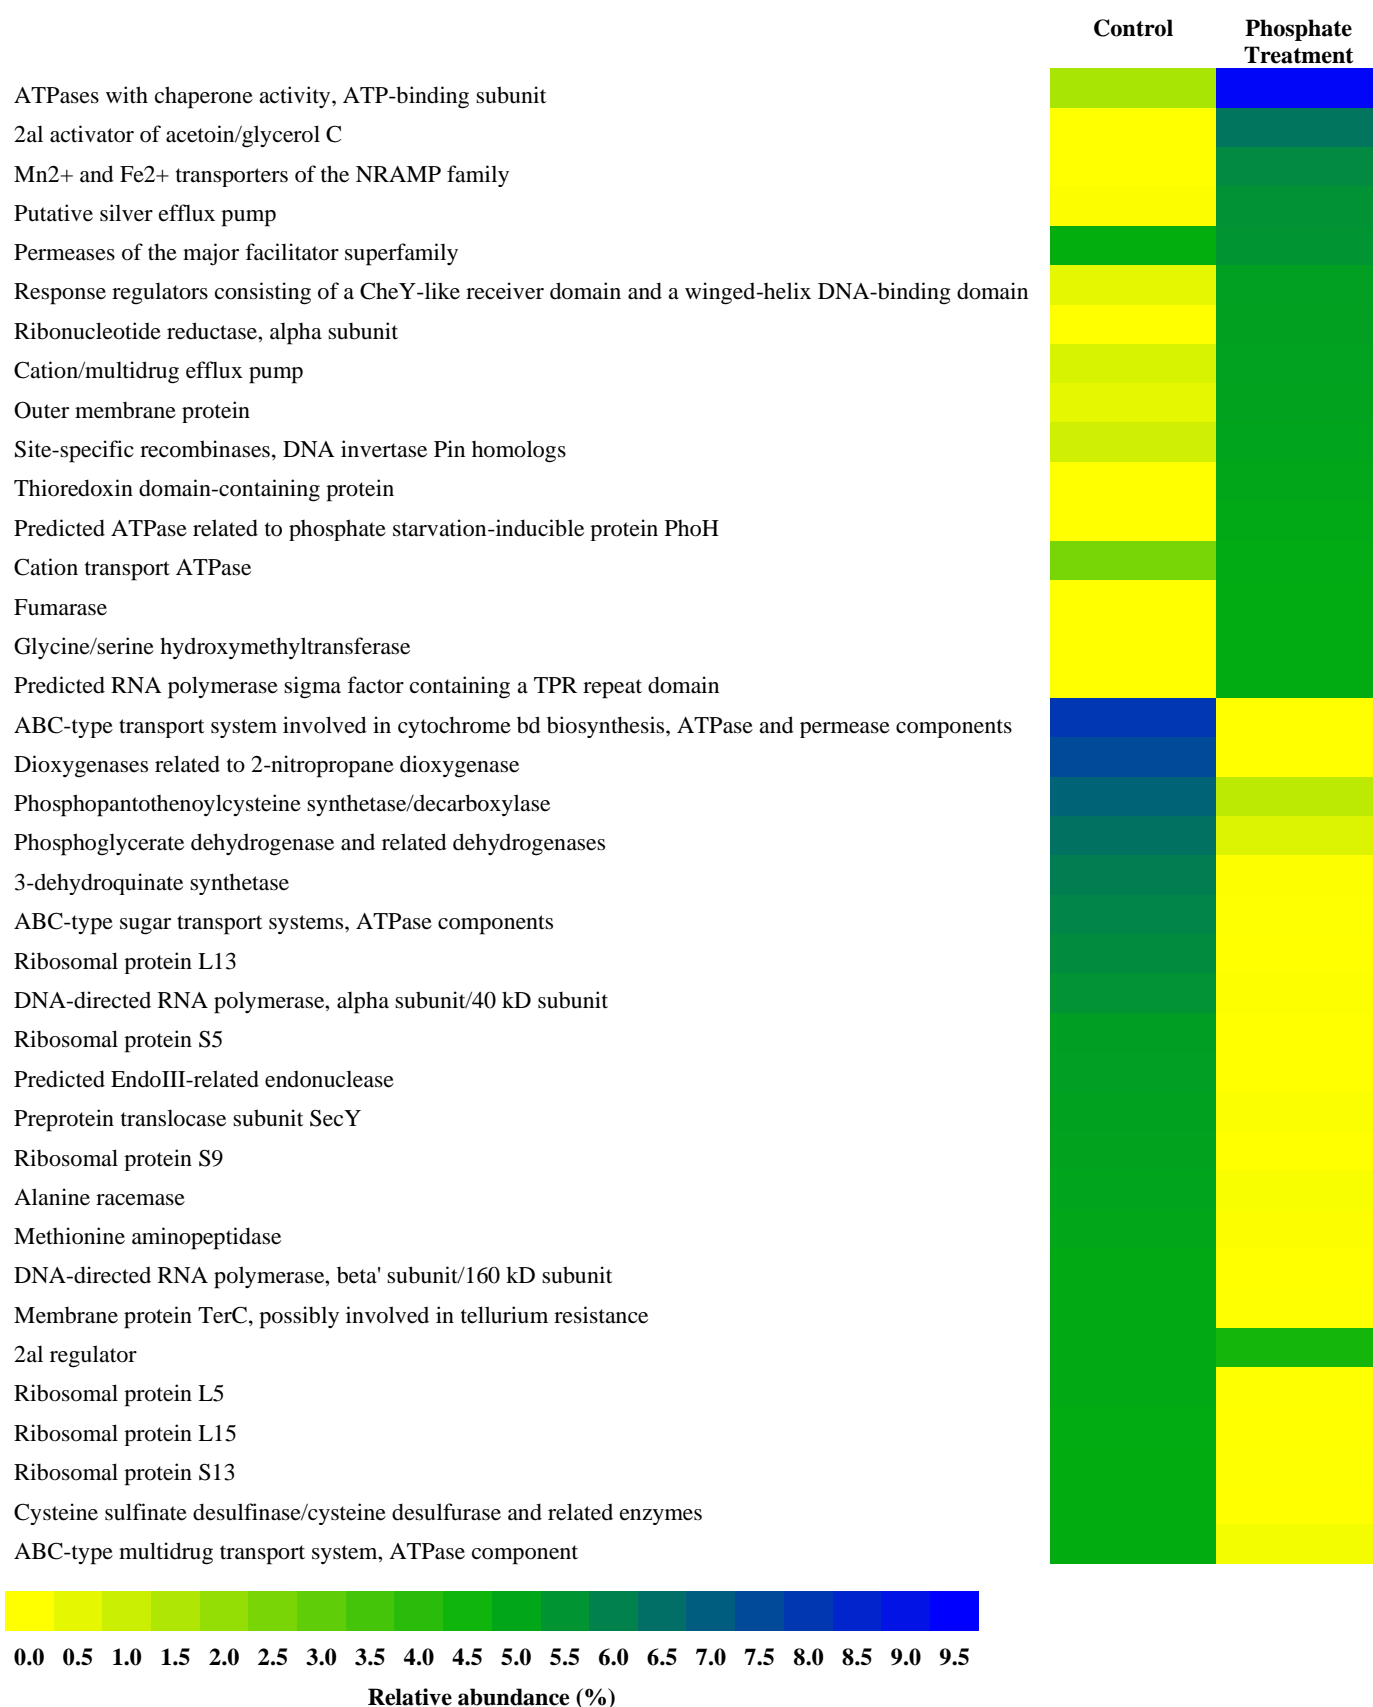 Control
Phosphate
Treatment
ATPases with chaperone activity, ATP-binding subunit
2al activator of acetoin/glycerol C
Mn2+ and Fe2+ transporters of the NRAMP family
Putative silver efflux pump
Permeases of the major facilitator superfamily
Response regulators consisting of a CheY-like receiver domain and a winged-helix DNA-binding domain
Ribonucleotide reductase, alpha subunit
Cation/multidrug efflux pump
Outer membrane protein
Site-specific recombinases, DNA invertase Pin homologs
Thioredoxin domain-containing protein
Predicted ATPase related to phosphate starvation-inducible protein PhoH
Cation transport ATPase
Fumarase
Glycine/serine hydroxymethyltransferase
Predicted RNA polymerase sigma factor containing a TPR repeat domain
ABC-type transport system involved in cytochrome bd biosynthesis, ATPase and permease components
Dioxygenases related to 2-nitropropane dioxygenase
Phosphopantothenoylcysteine synthetase/decarboxylase
Phosphoglycerate dehydrogenase and related dehydrogenases
3-dehydroquinate synthetase
ABC-type sugar transport systems, ATPase components
Ribosomal protein L13
DNA-directed RNA polymerase, alpha subunit/40 kD subunit
Ribosomal protein S5
Predicted EndoIII-related endonuclease
Preprotein translocase subunit SecY
Ribosomal protein S9
Alanine racemase
Methionine aminopeptidase
DNA-directed RNA polymerase, beta' subunit/160 kD subunit
Membrane protein TerC, possibly involved in tellurium resistance
2al regulator
Ribosomal protein L5
Ribosomal protein L15
Ribosomal protein S13
Cysteine sulfinate desulfinase/cysteine desulfurase and related enzymes
ABC-type multidrug transport system, ATPase component
0.0 0.5 1.0 1.5 2.0 2.5 3.0 3.5 4.0 4.5 5.0 5.5 6.0 6.5 7.0 7.5 8.0 8.5 9.0 9.5
Relative abundance (%)